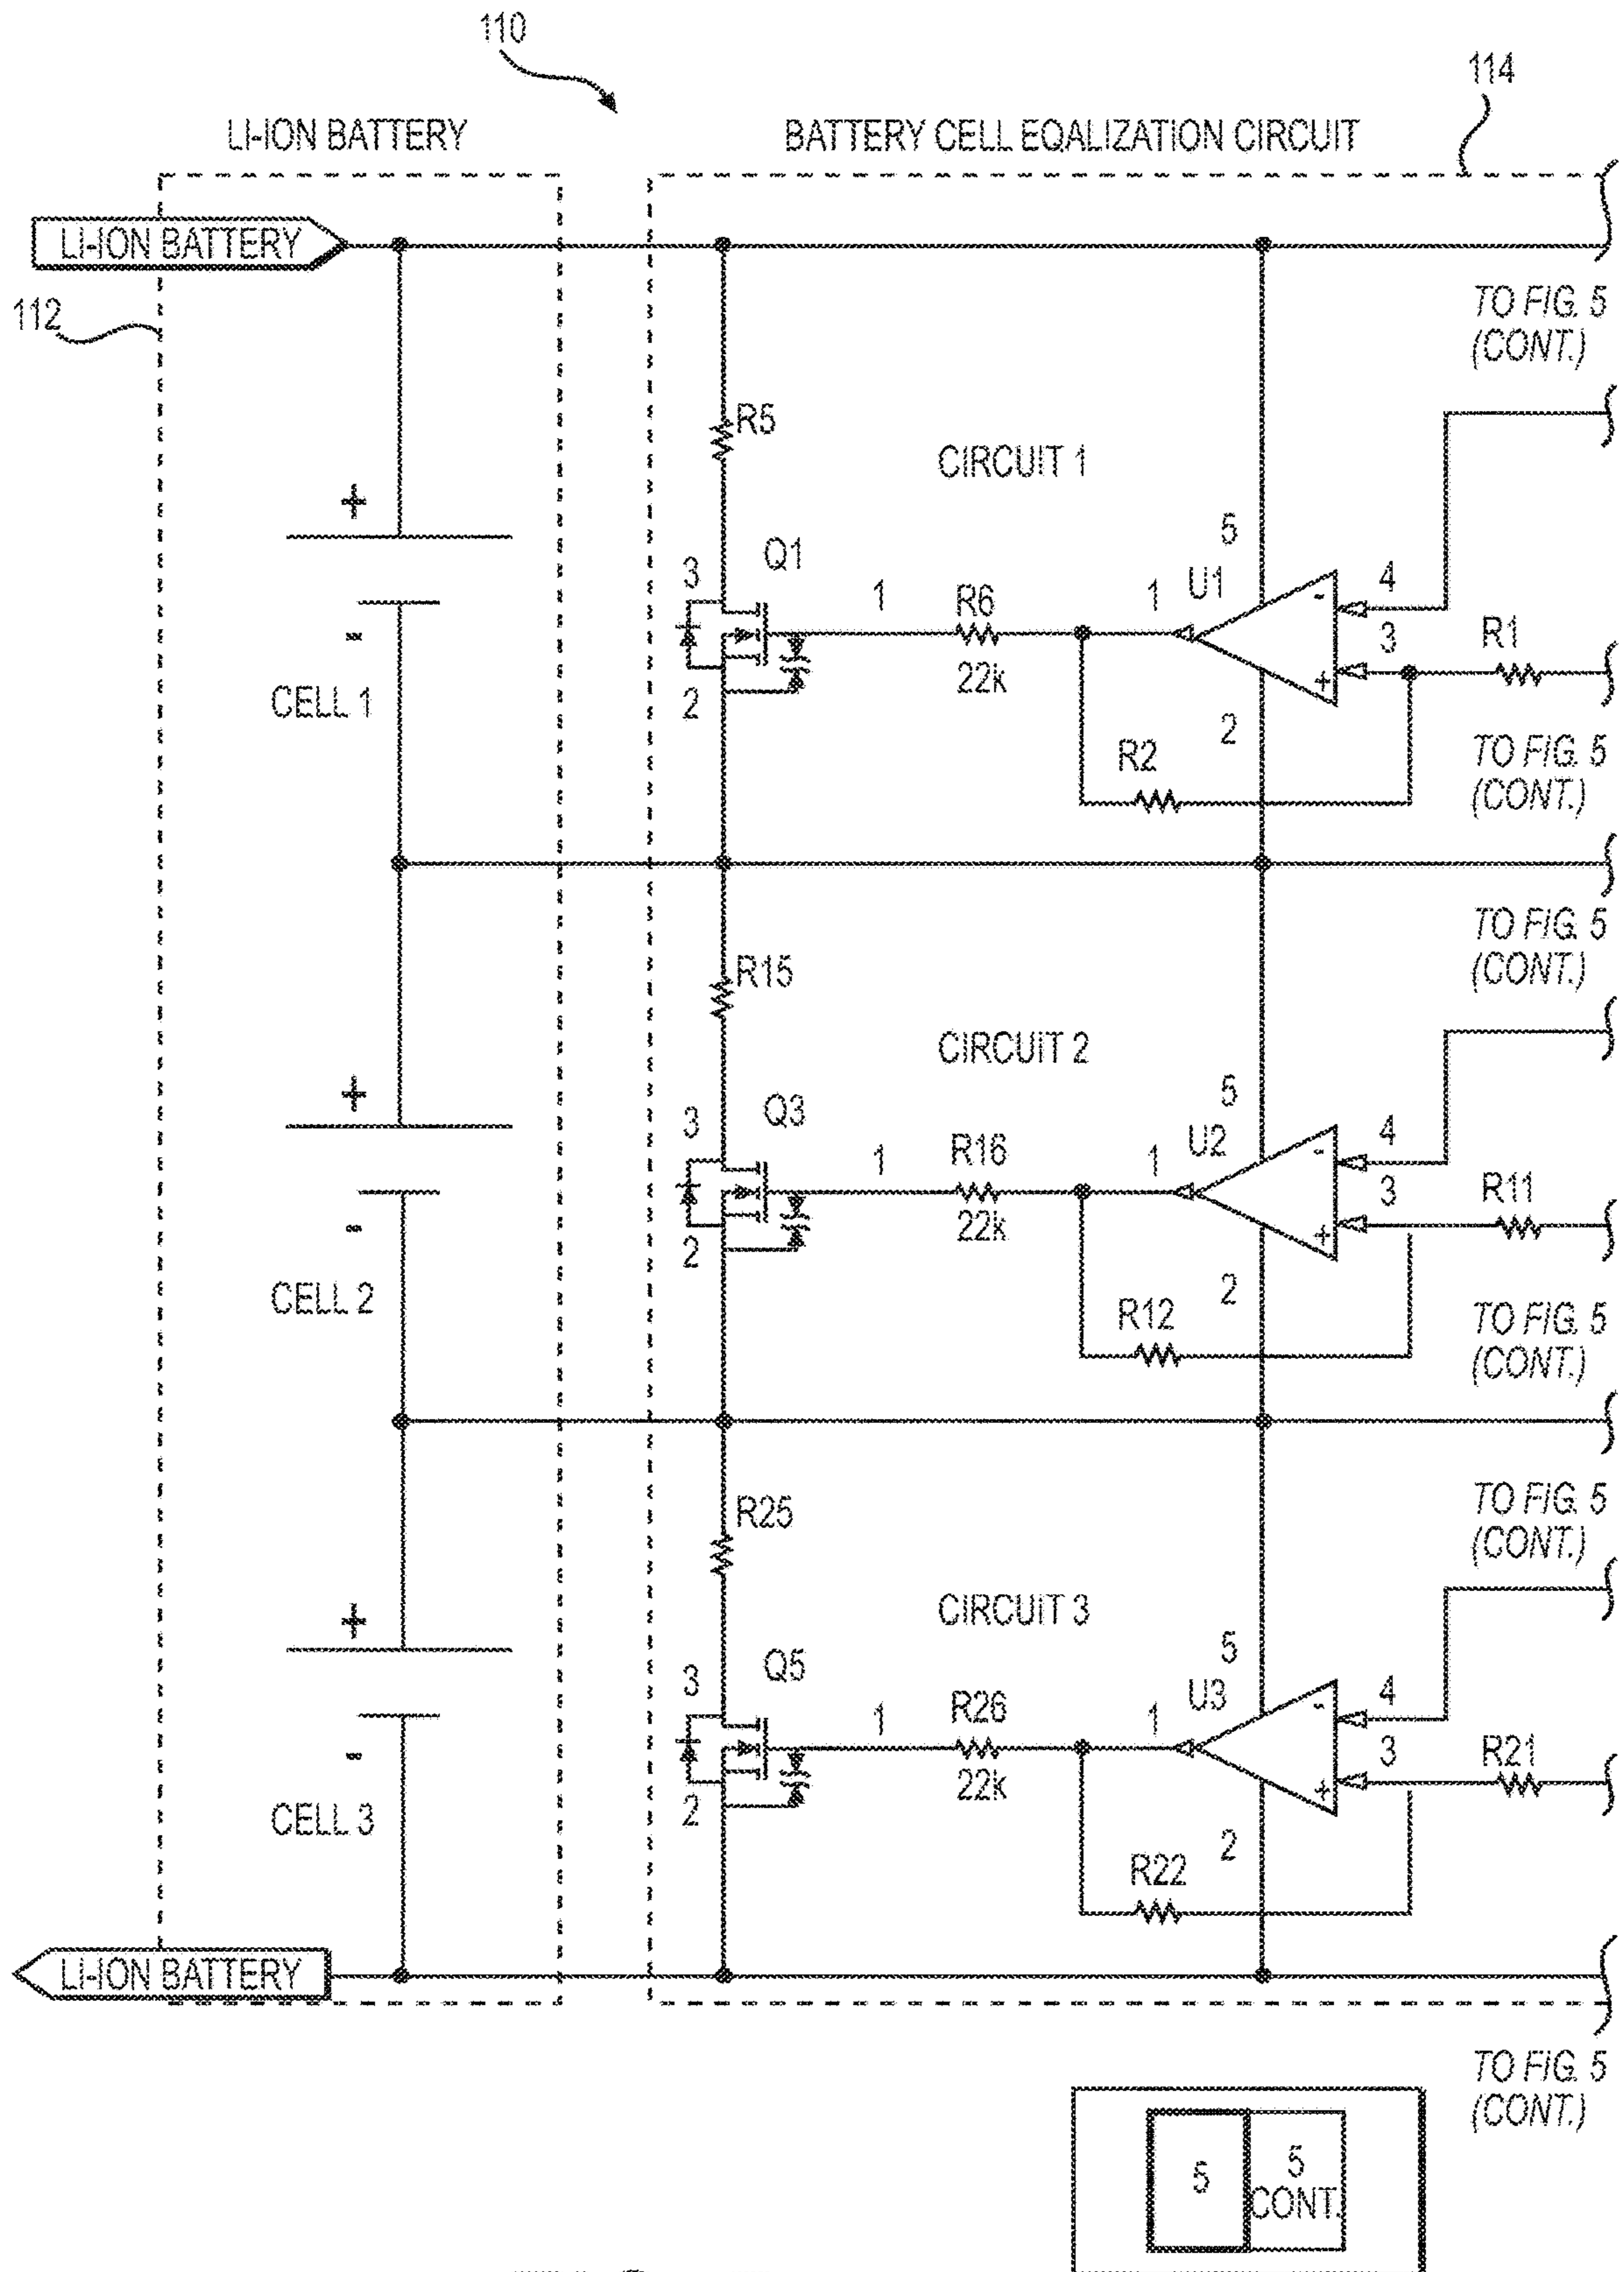 110
114
LI-ION BATTERY
BATTERY CELL EQALIZATION CIRCUIT
LI-ION BATTERY
112
TO FIG. 5
(CONT.)
R5
CIRCUIT 1
+
5
Q1
3
1
R6
1
U1
-
4
3
R1
-
22k
+
CELL 1
2
2
R2
TO FIG. 5
(CONT.)
TO FIG. 5
(CONT.)
R15
CIRCUIT 2
+
5
Q3
3
1
R16
1
U2
-
4
3
R11
-
22k
+
2
CELL 2
2
R12
TO FIG. 5
(CONT.)
R25
TO FIG. 5
(CONT.)
CIRCUIT 3
+
5
Q5
3
1
R26
1
U3
-
4
3
R21
-
22k
+
CELL 3
2
2
R22
LI-ION BATTERY
TO FIG. 5
(CONT.)
5
5
CONT.